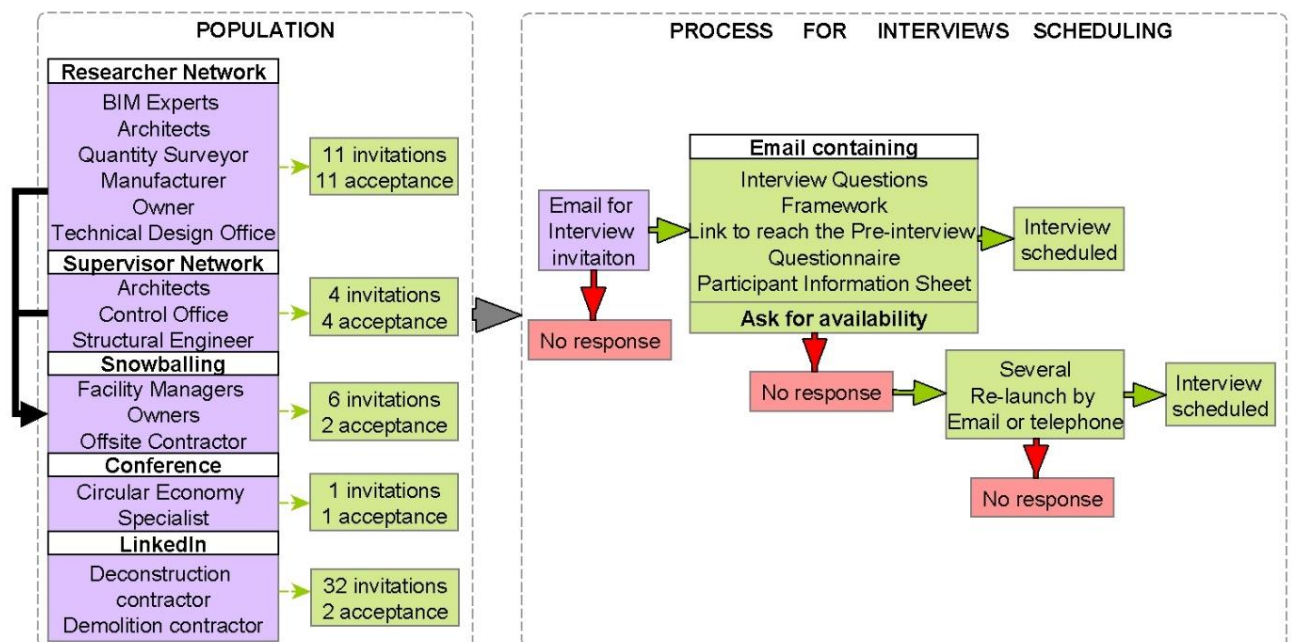 POPULATION
Researcher Network
BIM Experts
Architects
Quantity Surveyor
Manufacturer
Owner
Technical Design Office
11 invitations
11 acceptance
Supervisor Network
Architects
Control Office
Structural Engineer
4 invitations
4 acceptance
Snowballing
Facility Managers
Owners
Offsite Contractor
6 invitations
2 acceptance
Conference
Circular Economy
Specialist
1 invitations
1 acceptance
LinkedIn
Deconstruction
contractor
Demolition contractor
32 invitations
2 acceptance
PROCESS FOR INTERVIEWS SCHEDULING
Email for
Interview
invitaiton
No response
Email containing
Interview Questions
Framework
Link to reach the Pre-interview
Questionnaire
Participant Information Sheet
Ask for availability
Interview
scheduled
No response
Several
Re-launch by
Email or telephone
Interview
scheduled
No response